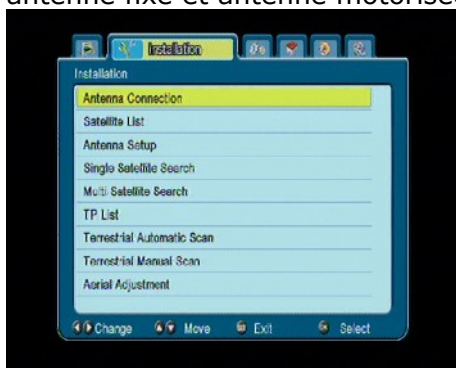 antenne fixe et antenne motorisée
Installation
Installation
Antenna Connection
Satellite List
Antenna Setup
Single Satellite Search
Multi Satellite Search
TP List
Terrestrial Automatic Scan
Terrestrial Manual Scan
Aerial Adjustment
Change Move Exit Select